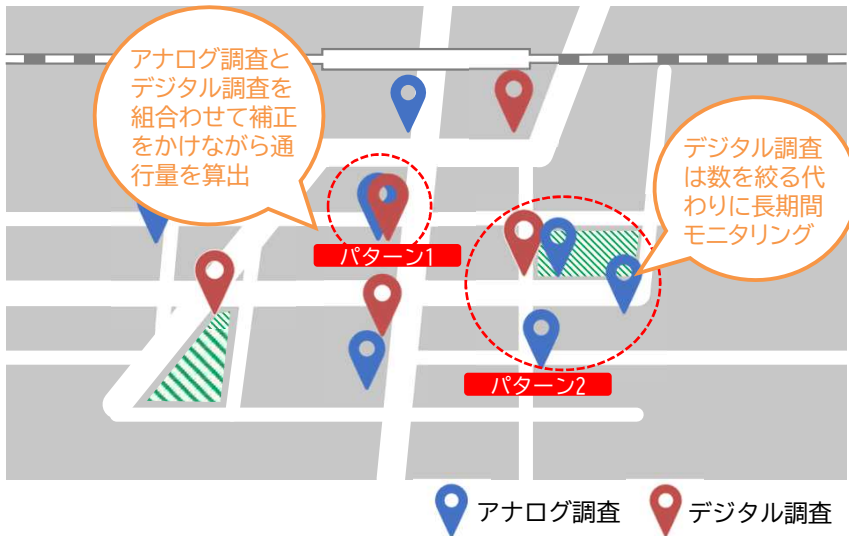 アナログ調査と
デジタル調査を
組合わせて補正
をかけながら通
行量を算出
デジタル調査
は数を絞る代
わりに長期間
モニタリング
パターン1
パターン2
アナログ調査
デジタル調査